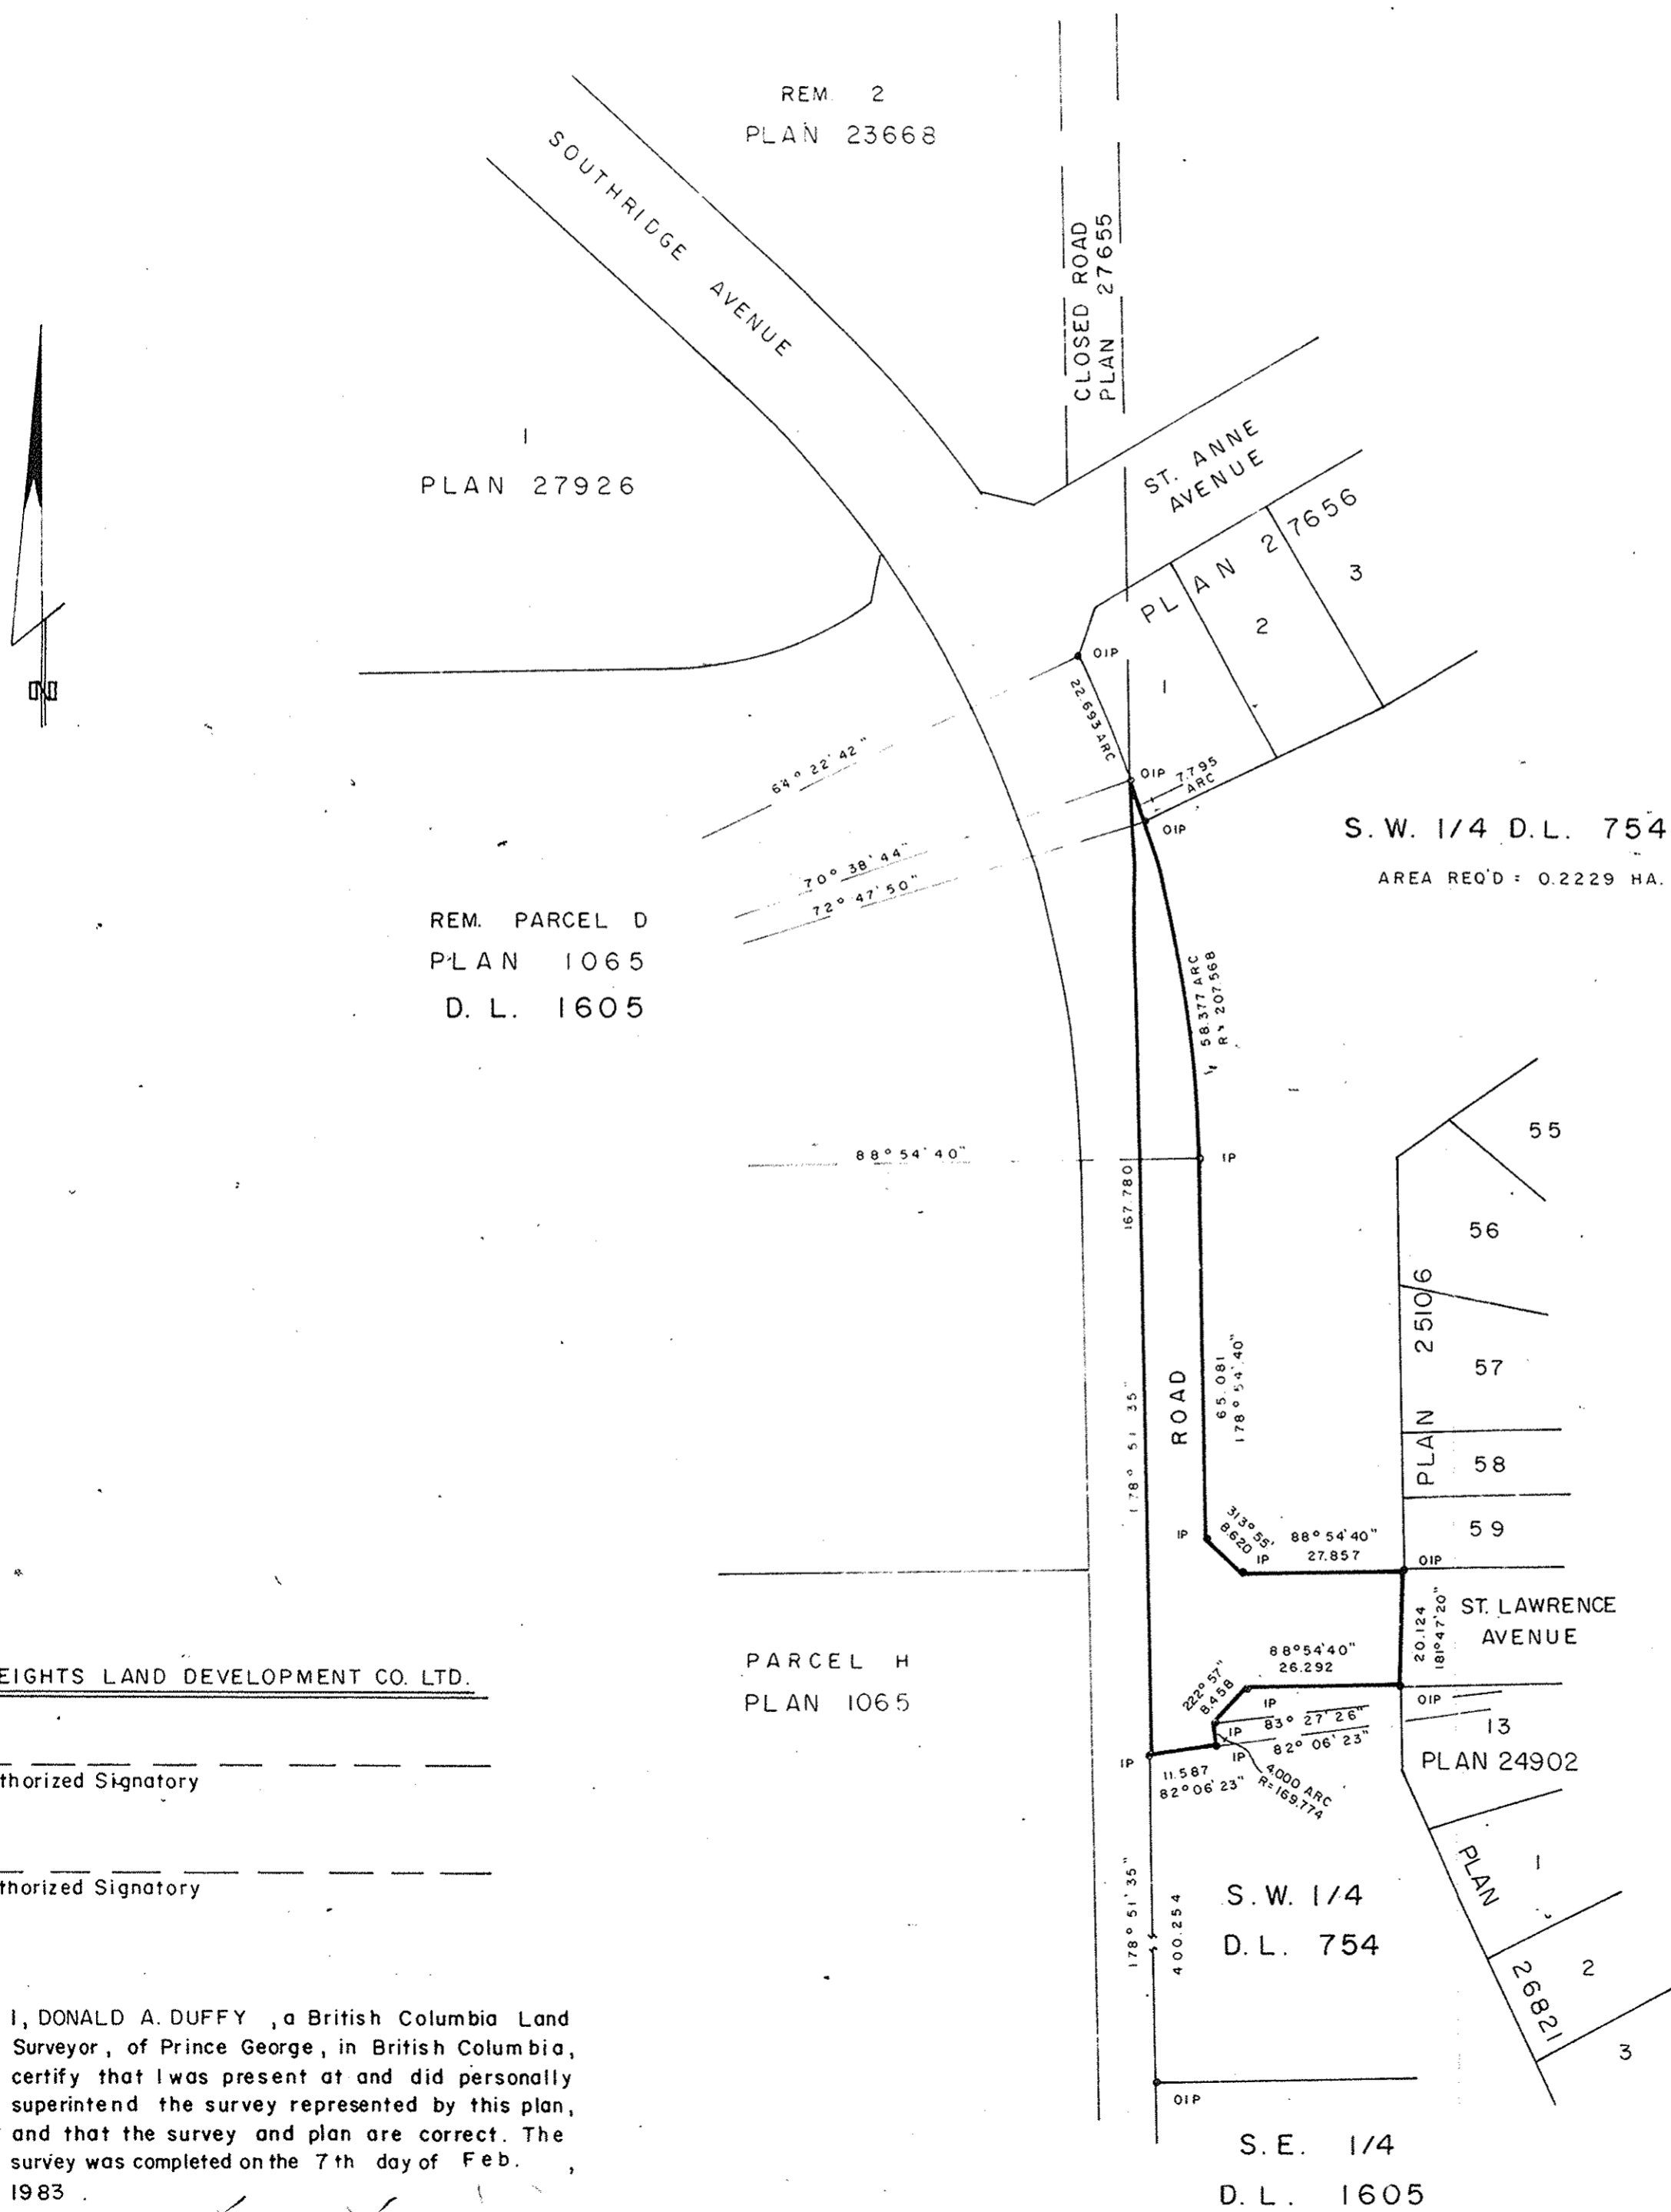 REM. 2
PLAN 23668
SOUTHRIDGE AVENUE
CLOSED ROAD
PLAN 27655
1
PLAN 27926
ST. ANNE
AVENUE
PLAN 27656
3
2
1
N
OIP
22.693 ARC
64° 22' 42"
OIP
7.795
ARC
OIP
S.W. 1/4 D.L. 754
AREA REQ'D = 0.2229 HA.
70° 38' 44"
72° 47' 50"
REM. PARCEL D
PLAN 1065
D.L. 1605
58.377 ARC
R= 207.568
88° 54' 40"
IP
167.780
178° 51' 35"
ROAD
65.081
178° 54' 40"
55
56
PLAN 25106
57
58
59
IP
313° 55'
8.620
IP
88° 54' 40"
27.857
OIP
20.124
181° 47' 20"
ST. LAWRENCE
AVENUE
88° 54' 40"
26.292
222° 57'
8.458
IP
OIP
IP
83° 27' 26"
IP
82° 06' 23"
13
PLAN 24902
IP
11.587
82° 06' 23"
4.000 ARC
R=169.774
PARCEL H
PLAN 1065
EIGHTS LAND DEVELOPMENT CO. LTD.
thorized Signatory
thorized Signatory
178° 51' 35"
400.254
S.W. 1/4
D.L. 754
PLAN 26821
1
2
3
OIP
S.E. 1/4
D.L. 1605
I, DONALD A. DUFFY , a British Columbia Land
Surveyor, of Prince George, in British Columbia,
certify that I was present at and did personally
superintend the survey represented by this plan,
and that the survey and plan are correct. The
survey was completed on the 7th day of Feb. ,
1983 .